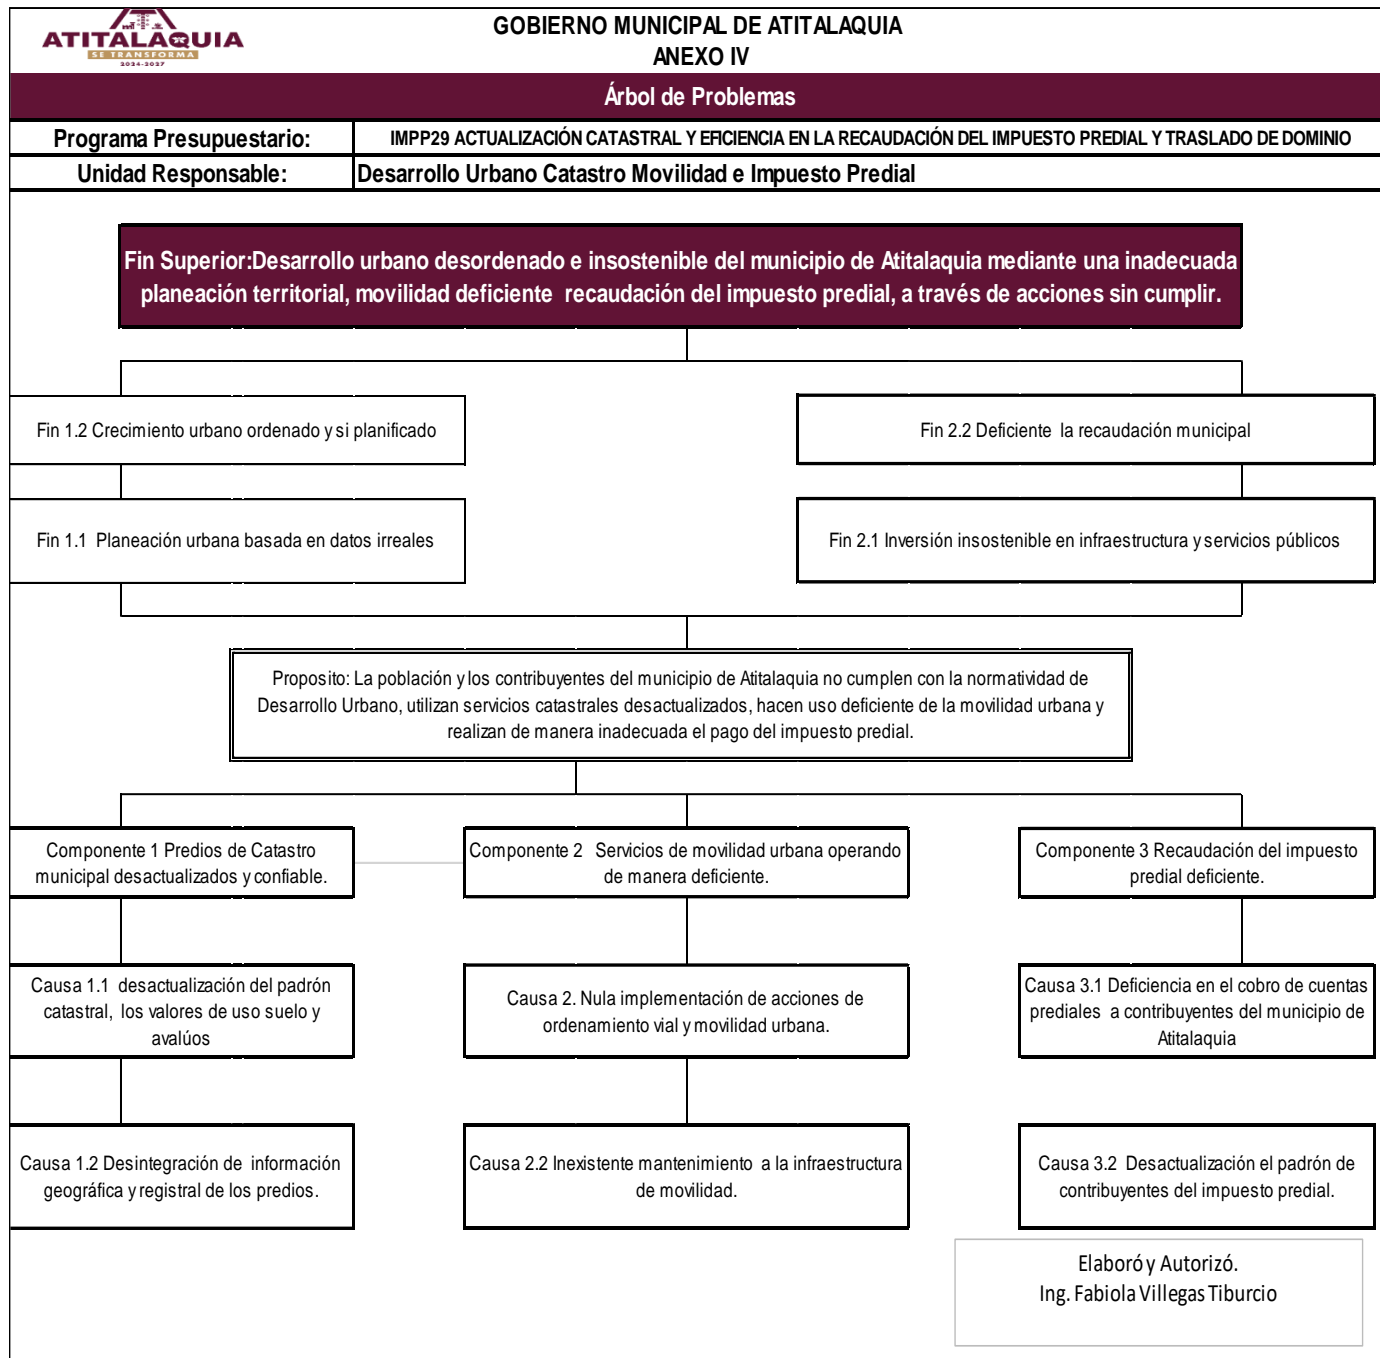 ATITALAQUIA
SE TRANSFORMA
2024-2027
GOBIERNO MUNICIPAL DE ATITALAQUIA
ANEXO IV
Árbol de Problemas
Programa Presupuestario:
IMPP29 ACTUALIZACIÓN CATASTRAL Y EFICIENCIA EN LA RECAUDACIÓN DEL IMPUESTO PREDIAL Y TRASLADO DE DOMINIO
Unidad Responsable:
Desarrollo Urbano Catastro Movilidad e Impuesto Predial
Fin Superior:Desarrollo urbano desordenado e insostenible del municipio de Atitalaquia mediante una inadecuada
planeación territorial, movilidad deficiente recaudación del impuesto predial, a través de acciones sin cumplir.
Fin 1.2 Crecimiento urbano ordenado y si planificado
Fin 2.2 Deficiente la recaudación municipal
Fin 1.1 Planeación urbana basada en datos irreales
Fin 2.1 Inversión insostenible en infraestructura y servicios públicos
Proposito: La población y los contribuyentes del municipio de Atitalaquia no cumplen con la normatividad de
Desarrollo Urbano, utilizan servicios catastrales desactualizados, hacen uso deficiente de la movilidad urbana y
realizan de manera inadecuada el pago del impuesto predial.
Componente 1 Predios de Catastro
municipal desactualizados y confiable.
Componente 2 Servicios de movilidad urbana operando
de manera deficiente.
Componente 3 Recaudación del impuesto
predial deficiente.
Causa 1.1 desactualización del padrón
catastral, los valores de uso suelo y
avalúos
Causa 2. Nula implementación de acciones de
ordenamiento vial y movilidad urbana.
Causa 3.1 Deficiencia en el cobro de cuentas
prediales a contribuyentes del municipio de
Atitalaquia
Causa 1.2 Desintegración de información
geográfica y registral de los predios.
Causa 2.2 Inexistente mantenimiento a la infraestructura
de movilidad.
Causa 3.2 Desactualización el padrón de
contribuyentes del impuesto predial.
Elaboró y Autorizó.
Ing. Fabiola Villegas Tiburcio